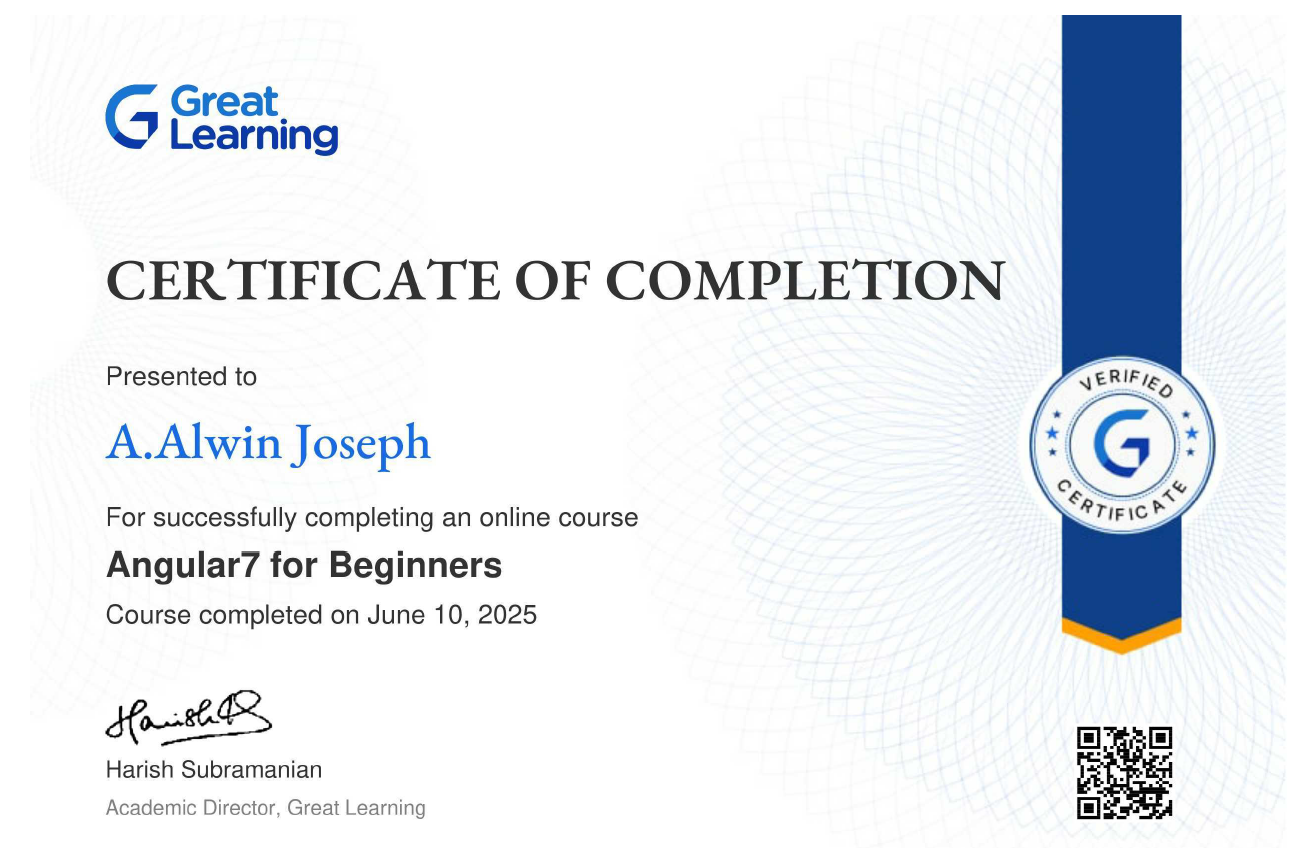 Great
Learning
CERTIFICATE OF COMPLETION
Presented to
A.Alwin Joseph
For successfully completing an online course
Angular7 for Beginners
Course completed on June 10, 2025
VERIFIED
CERTIFICATE
Harish
Harish Subramanian
Academic Director, Great Learning